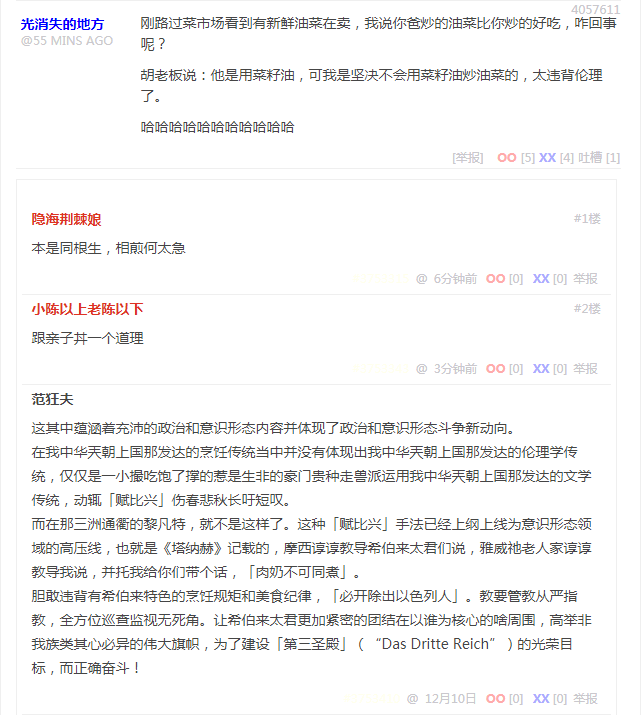 4057611
光消失的地方
@55 MINS AGO
刚路过菜市场看到有新鲜油菜在卖，我说你爸炒的油菜比你炒的好吃，咋回事
呢？
胡老板说：他是用菜籽油，可我是坚决不会用菜籽油炒油菜的，太违背伦理
了。
哈哈哈哈哈哈哈哈哈哈哈
[举报] OO [5] XX [4] 吐槽 [1]
隐海荆棘娘 #1楼
本是同根生，相煎何太急
@ 6分钟前 OO [0] XX [0] 举报
小陈以上老陈以下 #2楼
跟亲子丼一个道理
@ 3分钟前 OO [0] XX [0] 举报
范狂夫
这其中蕴涵着充沛的政治和意识形态内容并体现了政治和意识形态斗争新动向。
在我中华天朝上国那发达的烹饪传统当中并没有体现出我中华天朝上国那发达的伦理学传
统，仅仅是一小撮吃饱了撑的惹是生非的豪门贵种走兽派运用我中华天朝上国那发达的文学
传统，动辄「赋比兴」伤春悲秋长吁短叹。
而在那三洲通衢的黎凡特，就不是这样了。这种「赋比兴」手法已经上纲上线为意识形态领
域的高压线，也就是《塔纳赫》记载的，摩西谆谆教导希伯来太君们说，雅威祂老人家谆谆
教导我说，并托我给你们带个话，「肉奶不可同煮」。
胆敢违背有希伯来特色的烹饪规矩和美食纪律，「必开除出以色列人」。教要管教从严指
教，全方位巡查监视无死角。让希伯来太君更加紧密的团结在以谁为核心的啥周围，高举非
我族类其心必异的伟大旗帜，为了建设「第三圣殿」（ “Das Dritte Reich” ）的光荣目
标，而正确奋斗！
@ 12月10日 OO [0] XX [0] 举报